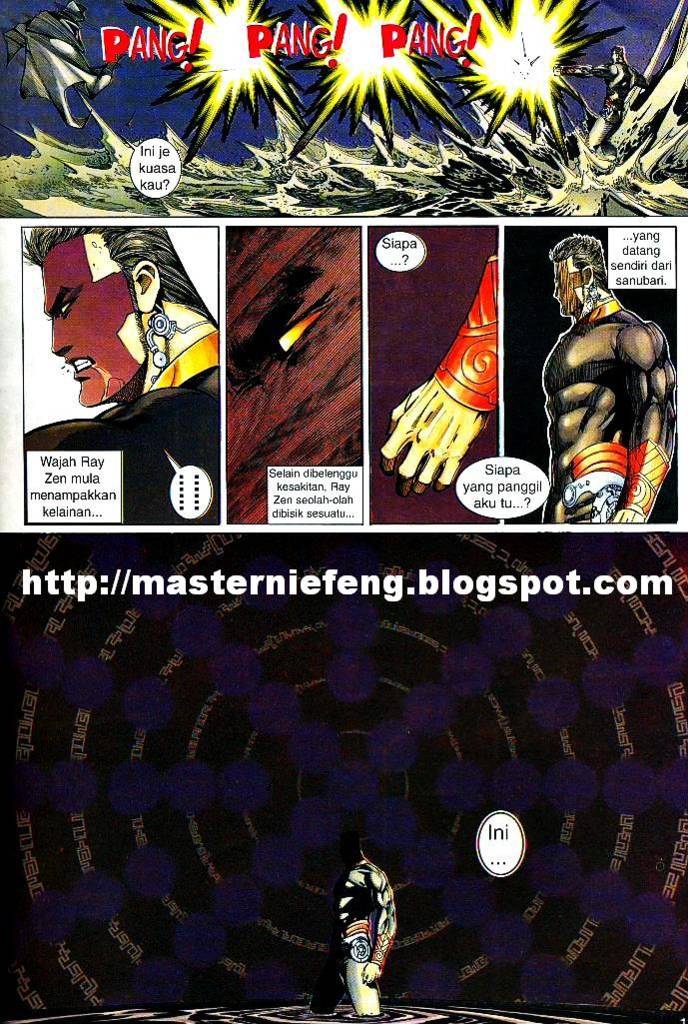 PANG! PANG! PANG!
Ini je
kuasa
kau?
Wajah Ray
Zen mula
menampakkan
kelainan...
Selain dibelenggu
kesakitan, Ray
Zen seolah-olah
dibisik sesuatu...
Siapa
...?
Siapa
yang panggil
aku tu...?
...yang
datang
sendiri dari
sanubari.
http://masterniefeng.blogspot.com
Ini
...